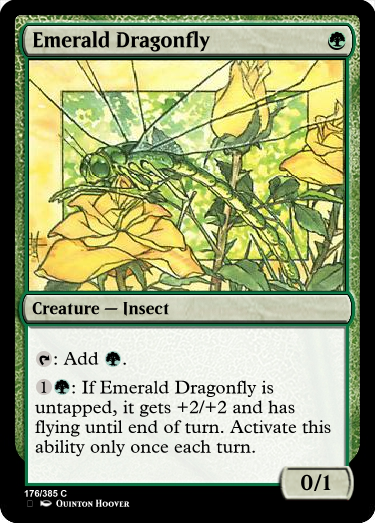 Emerald Dragonfly
Creature — Insect
: Add .
1 : If Emerald Dragonfly is
untapped, it gets +2/+2 and has
flying until end of turn. Activate this
ability only once each turn.
0/1
176/385 C
Quinton Hoover